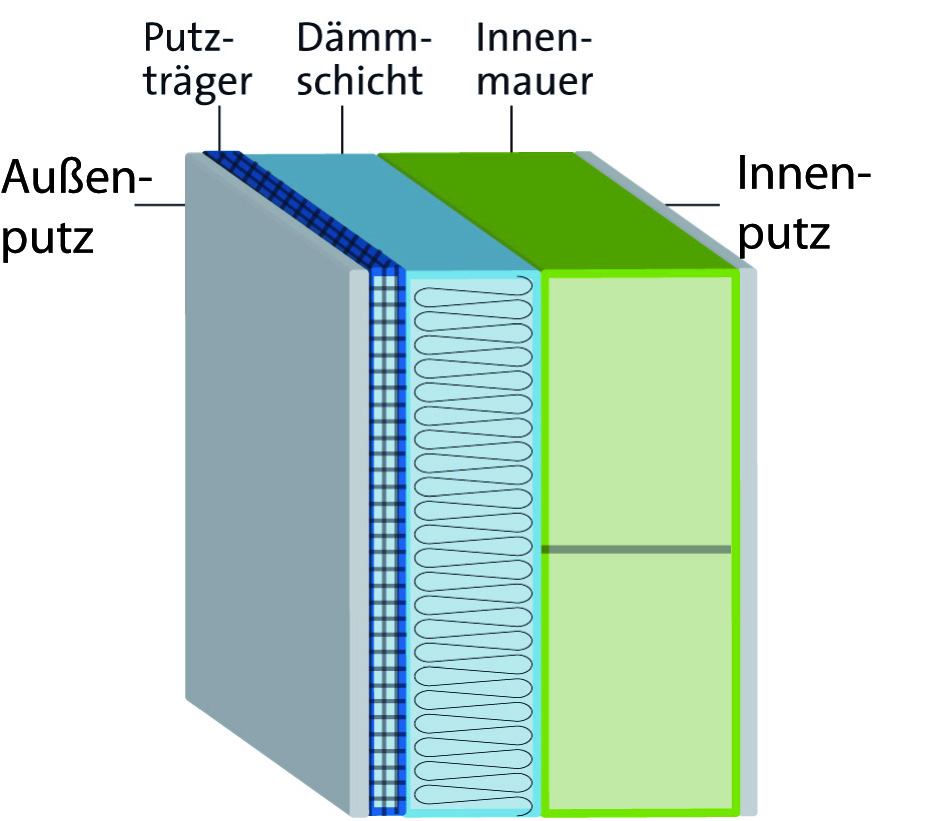 Putz-
träger
Dämm-
schicht
Innen-
mauer
Außen-
putz
Innen-
putz